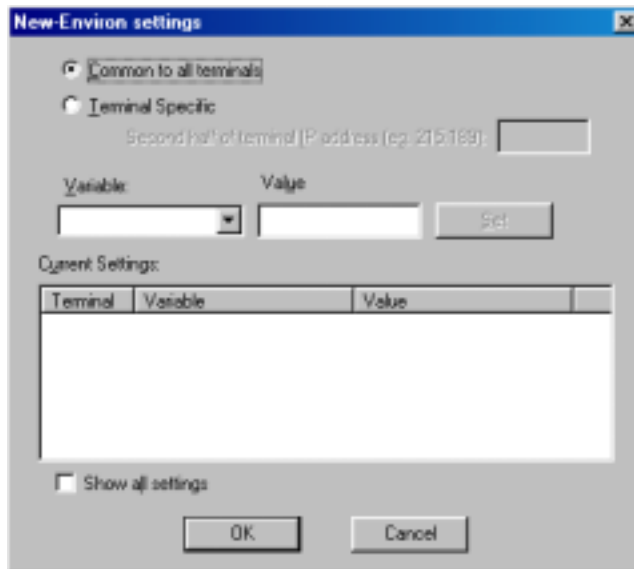 New-Environ settings
Common to all terminals
Terminal Specific
Second half of terminal IP address (eg. 215.189):
Variable:
Value
Set
Current Settings:
Terminal Variable Value
Show all settings
OK Cancel